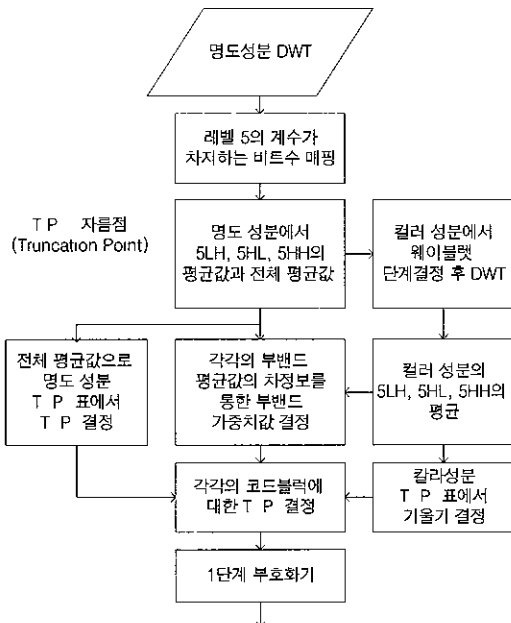 명도성분 DWT
레벨 5의 계수가
차지하는 비트수 매핑
T P 자름점
(Truncation Point)
명도 성분에서
5LH, 5HL, 5HH의
평균값과 전체 평균값
컬러 성분에서
웨이블랫
단계결정 후 DWT
전체 평균값으로
명도 성분
T P 표에서
T P 결정
각각의 부밴드
평균값의 차정보를
통한 부밴드
가중치값 결정
컬러 성분의
5LH, 5HL, 5HH의
평균
각각의 코드블럭에
대한 T P 결정
칼라성분
T P 표에서
기울기 결정
1단계 부호화기